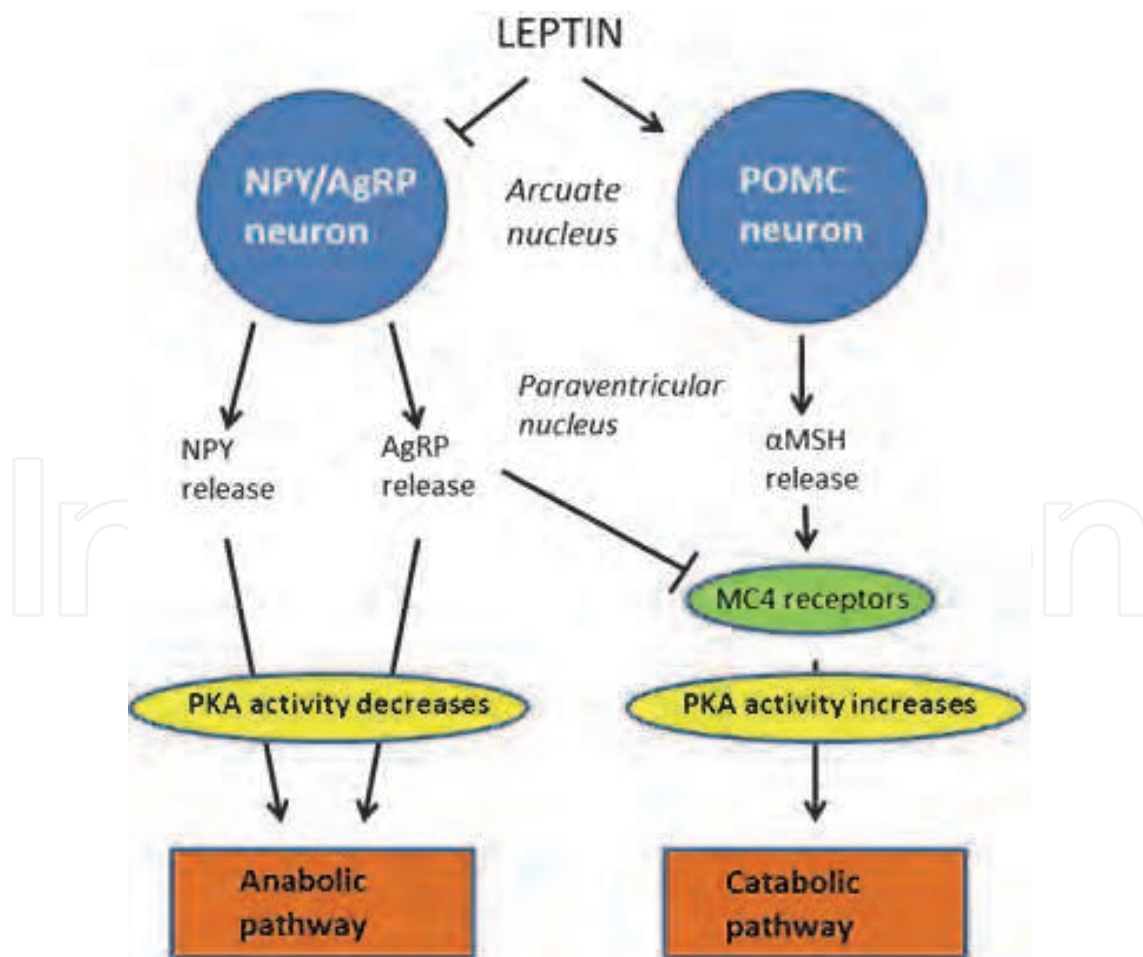 LEPTIN
NPY/AgRP
neuron
Arcuate
nucleus
POMC
neuron
Paraventricular
nucleus
NPY
release
AgRP
release
αMSH
release
MC4 receptors
PKA activity decreases
PKA activity increases
Anabolic
pathway
Catabolic
pathway